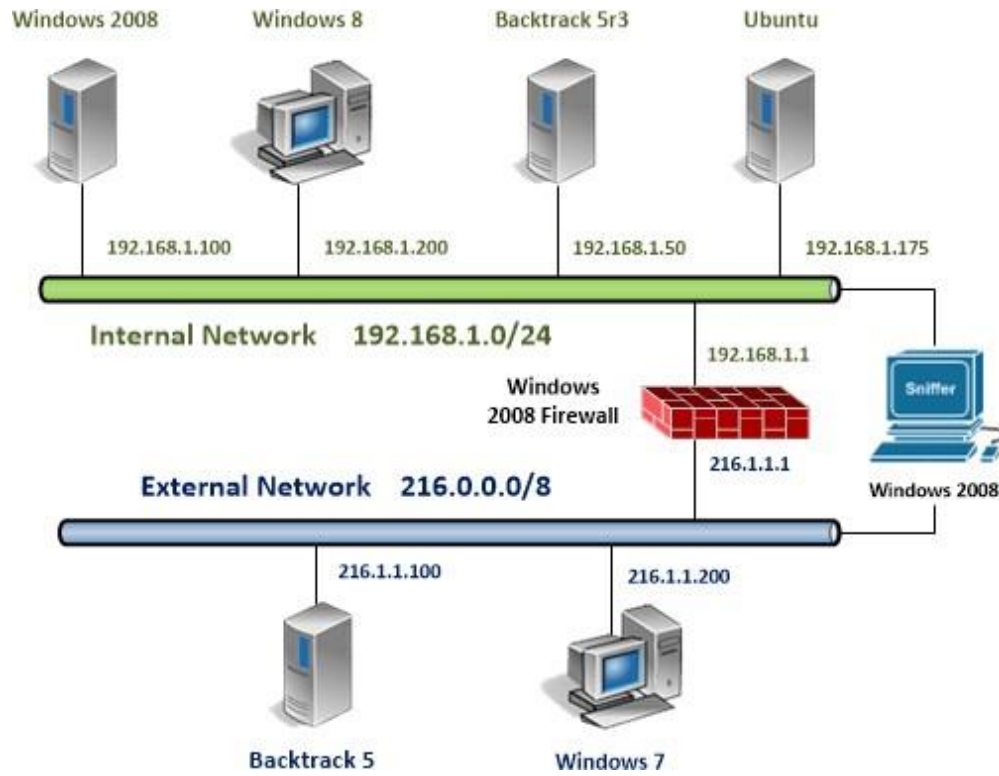 Windows 2008
Windows 8
Backtrack 5r3
Ubuntu
192.168.1.100
192.168.1.200
192.168.1.50
192.168.1.175
Internal Network 192.168.1.0/24
192.168.1.1
Windows
2008 Firewall
Sniffer
216.1.1.1
External Network 216.0.0.0/8
Windows 2008
216.1.1.100
216.1.1.200
Backtrack 5
Windows 7